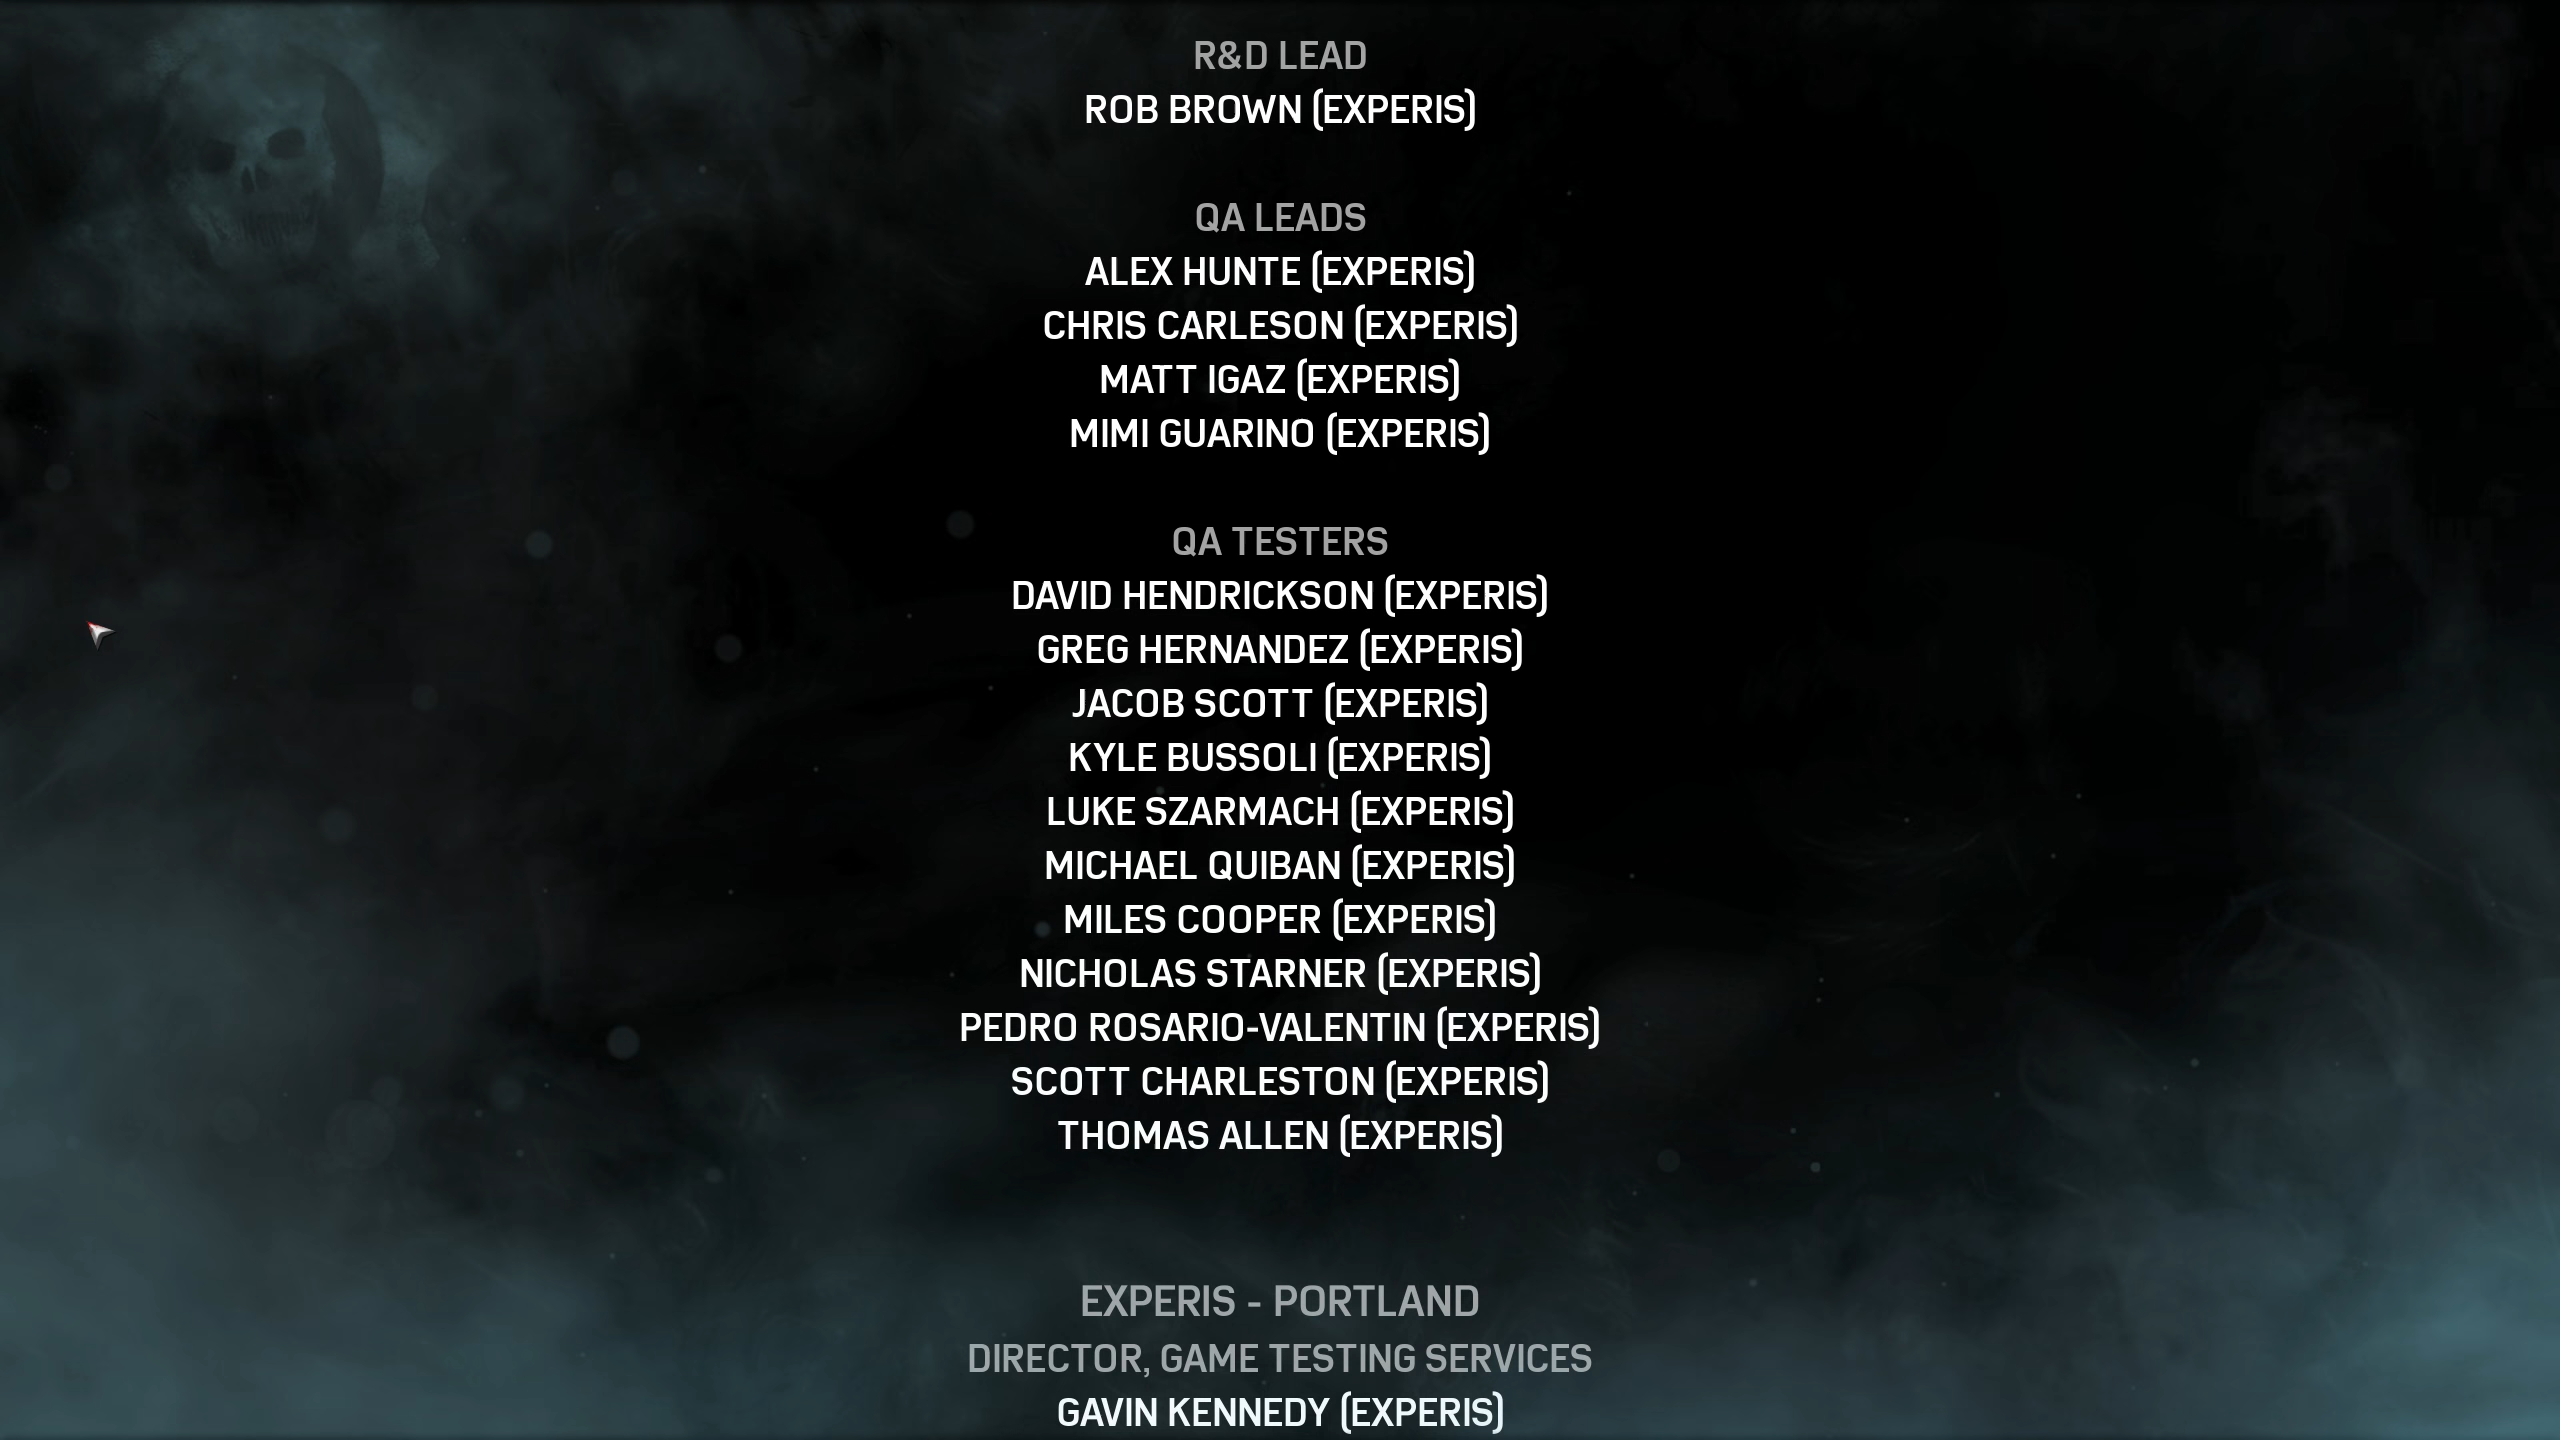 R&D LEAD
ROB BROWN (EXPERIS)
QA LEADS
ALEX HUNTE (EXPERIS)
CHRIS CARLESON (EXPERIS)
MATT IGAZ (EXPERIS)
MIMI GUARINO (EXPERIS)
QA TESTERS
DAVID HENDRICKSON (EXPERIS)
GREG HERNANDEZ (EXPERIS)
JACOB SCOTT (EXPERIS)
KYLE BUSSOLI (EXPERIS)
LUKE SZARMACH (EXPERIS)
MICHAEL QUIBAN (EXPERIS)
MILES COOPER (EXPERIS)
NICHOLAS STARNER (EXPERIS)
PEDRO ROSARIO-VALENTIN (EXPERIS)
SCOTT CHARLESTON (EXPERIS)
THOMAS ALLEN (EXPERIS)
EXPERIS - PORTLAND
DIRECTOR, GAME TESTING SERVICES
GAVIN KENNEDY (EXPERIS)